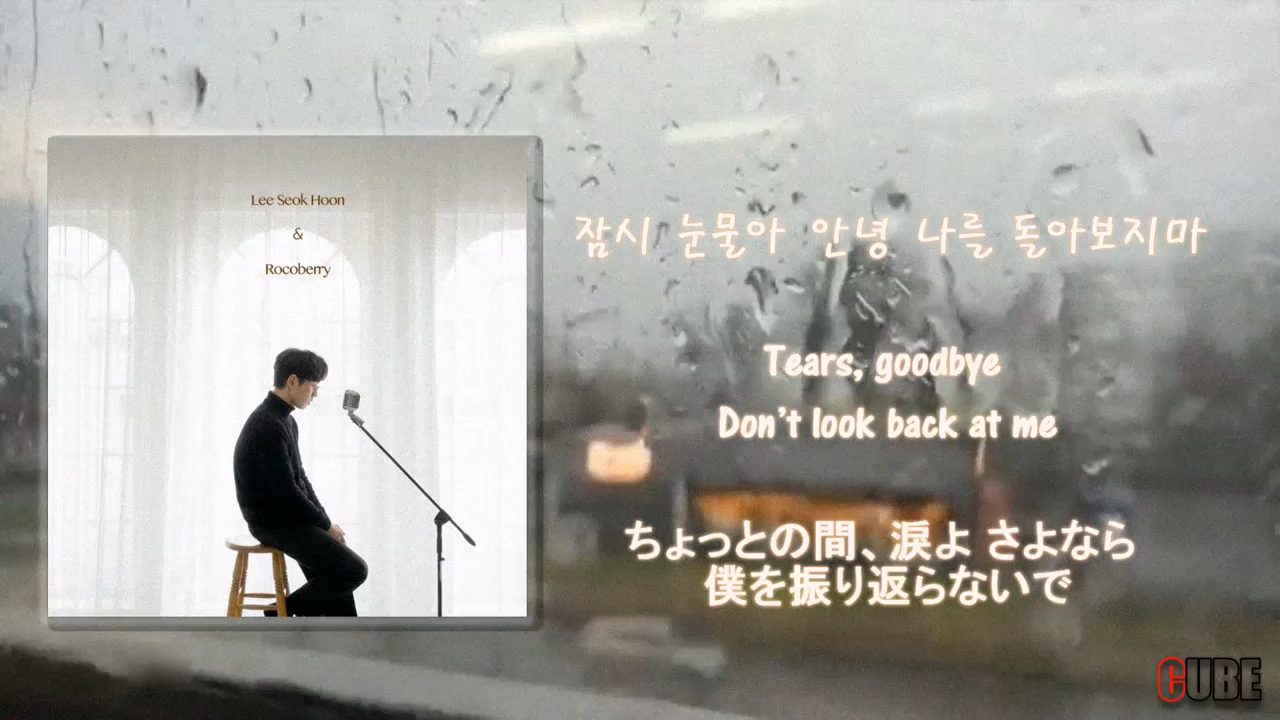 Lee Seok Hoon
&
Rocoberry
잠시 눈물아 안녕 나를 돌아보지마
Tears, goodbye
Don't look back at me
ちょっとの間、涙よ さよなら
僕を振り返らないで
CUBE